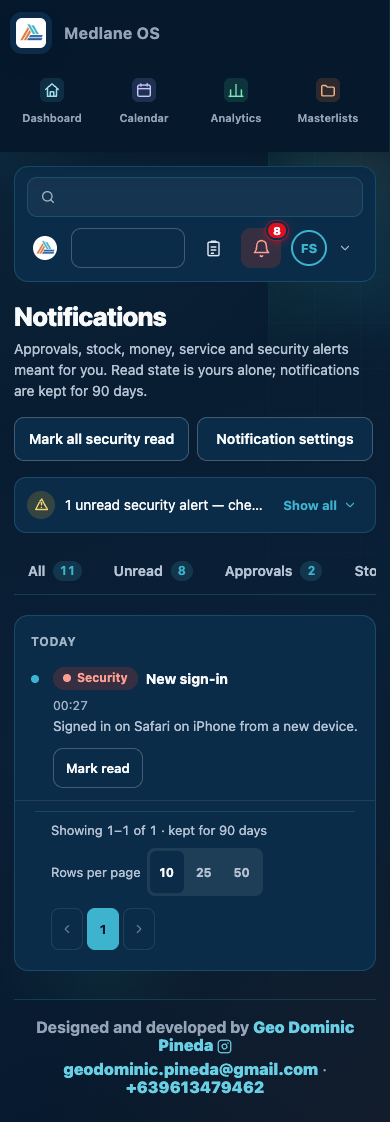 Medlane OS
Dashboard
Calendar
Analytics
Masterlists
8
FS
Notifications
Approvals, stock, money, service and security alerts
meant for you. Read state is yours alone; notifications
are kept for 90 days.
Mark all security read
Notification settings
1 unread security alert — che...
Show all
All 11
Unread 8
Approvals 2
Sto
TODAY
Security New sign-in
00:27
Signed in on Safari on iPhone from a new device.
Mark read
Showing 1–1 of 1 · kept for 90 days
Rows per page 10 25 50
1
Designed and developed by Geo Dominic
Pineda
geodominic.pineda@gmail.com ·
+639613479462